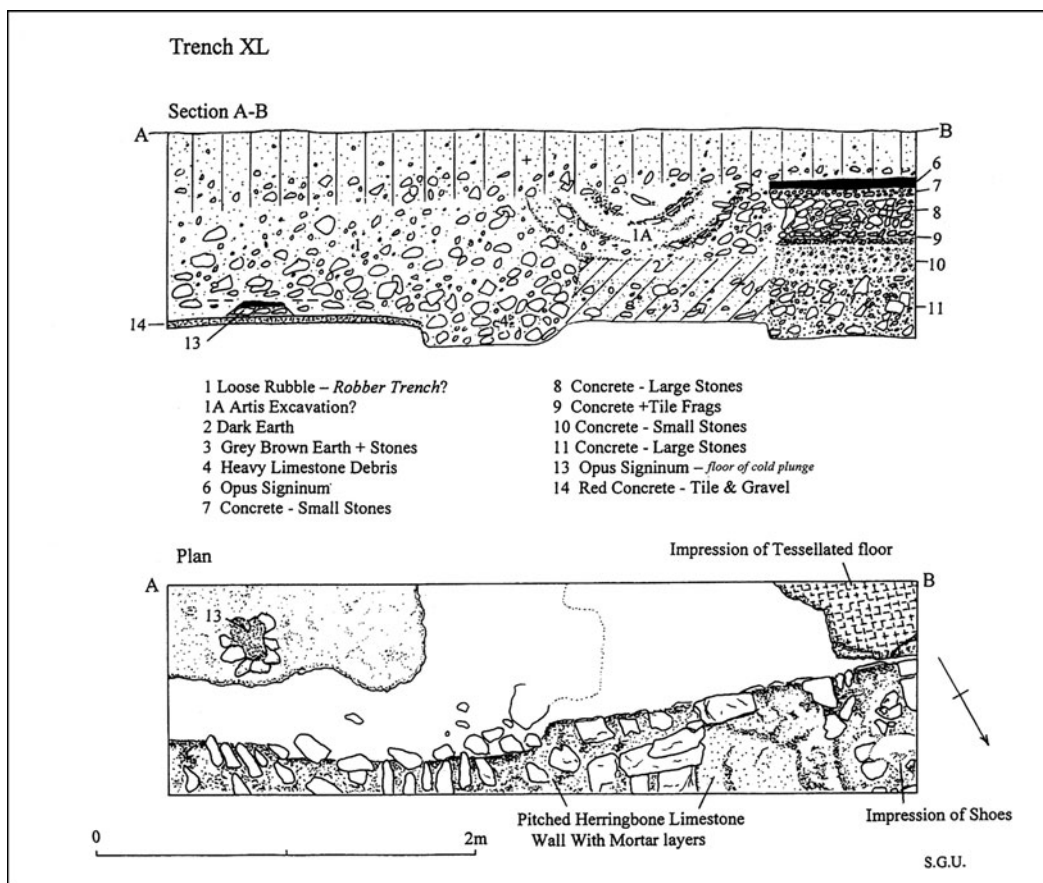 Trench XL
Section A-B
A
B
6
7
8
9
10
11
+
1A
1
2
3
4
14
13
1 Loose Rubble – Robber Trench?
1A Artis Excavation?
2 Dark Earth
3 Grey Brown Earth + Stones
4 Heavy Limestone Debris
6 Opus Signinum
7 Concrete - Small Stones
8 Concrete - Large Stones
9 Concrete +Tile Frags
10 Concrete - Small Stones
11 Concrete - Large Stones
13 Opus Signinum – floor of cold plunge
14 Red Concrete - Tile & Gravel
Plan
Impression of Tessellated floor
A
B
13
Pitched Herringbone Limestone
Wall With Mortar layers
Impression of Shoes
0
2m
S.G.U.